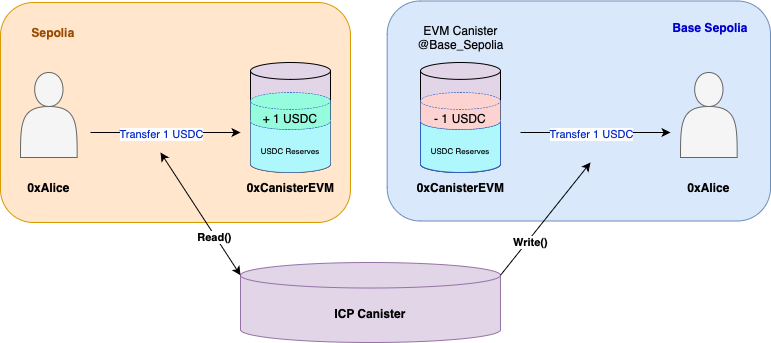 Sepolia
+ 1 USDC
Transfer 1 USDC
USDC Reserves
0xAlice
0xCanisterEVM
EVM Canister
@Base_Sepolia
Base Sepolia
- 1 USDC
Transfer 1 USDC
USDC Reserves
0xCanisterEVM
0xAlice
Read()
Write()
ICP Canister